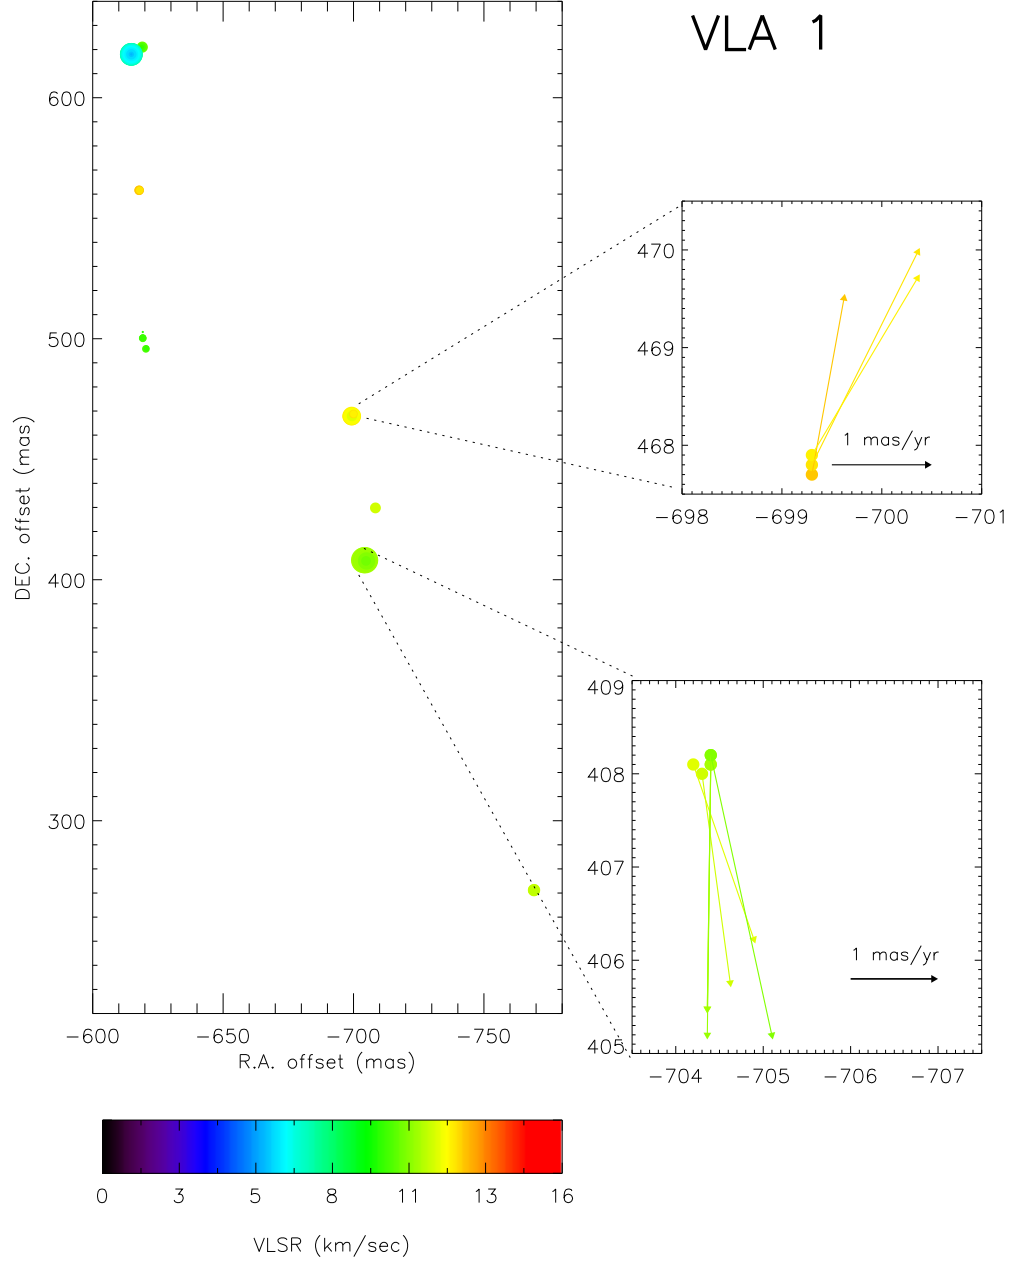 VLA 1
600
500
400
300
DEC. offset (mas)
−600 −650 −700 −750
R.A. offset (mas)
470
469
468
1 mas/yr
−698 −699 −700 −701
409
408
407
406
405
1 mas/yr
−704 −705 −706 −707
0 3 5 8 11 13 16
VLSR (km/sec)